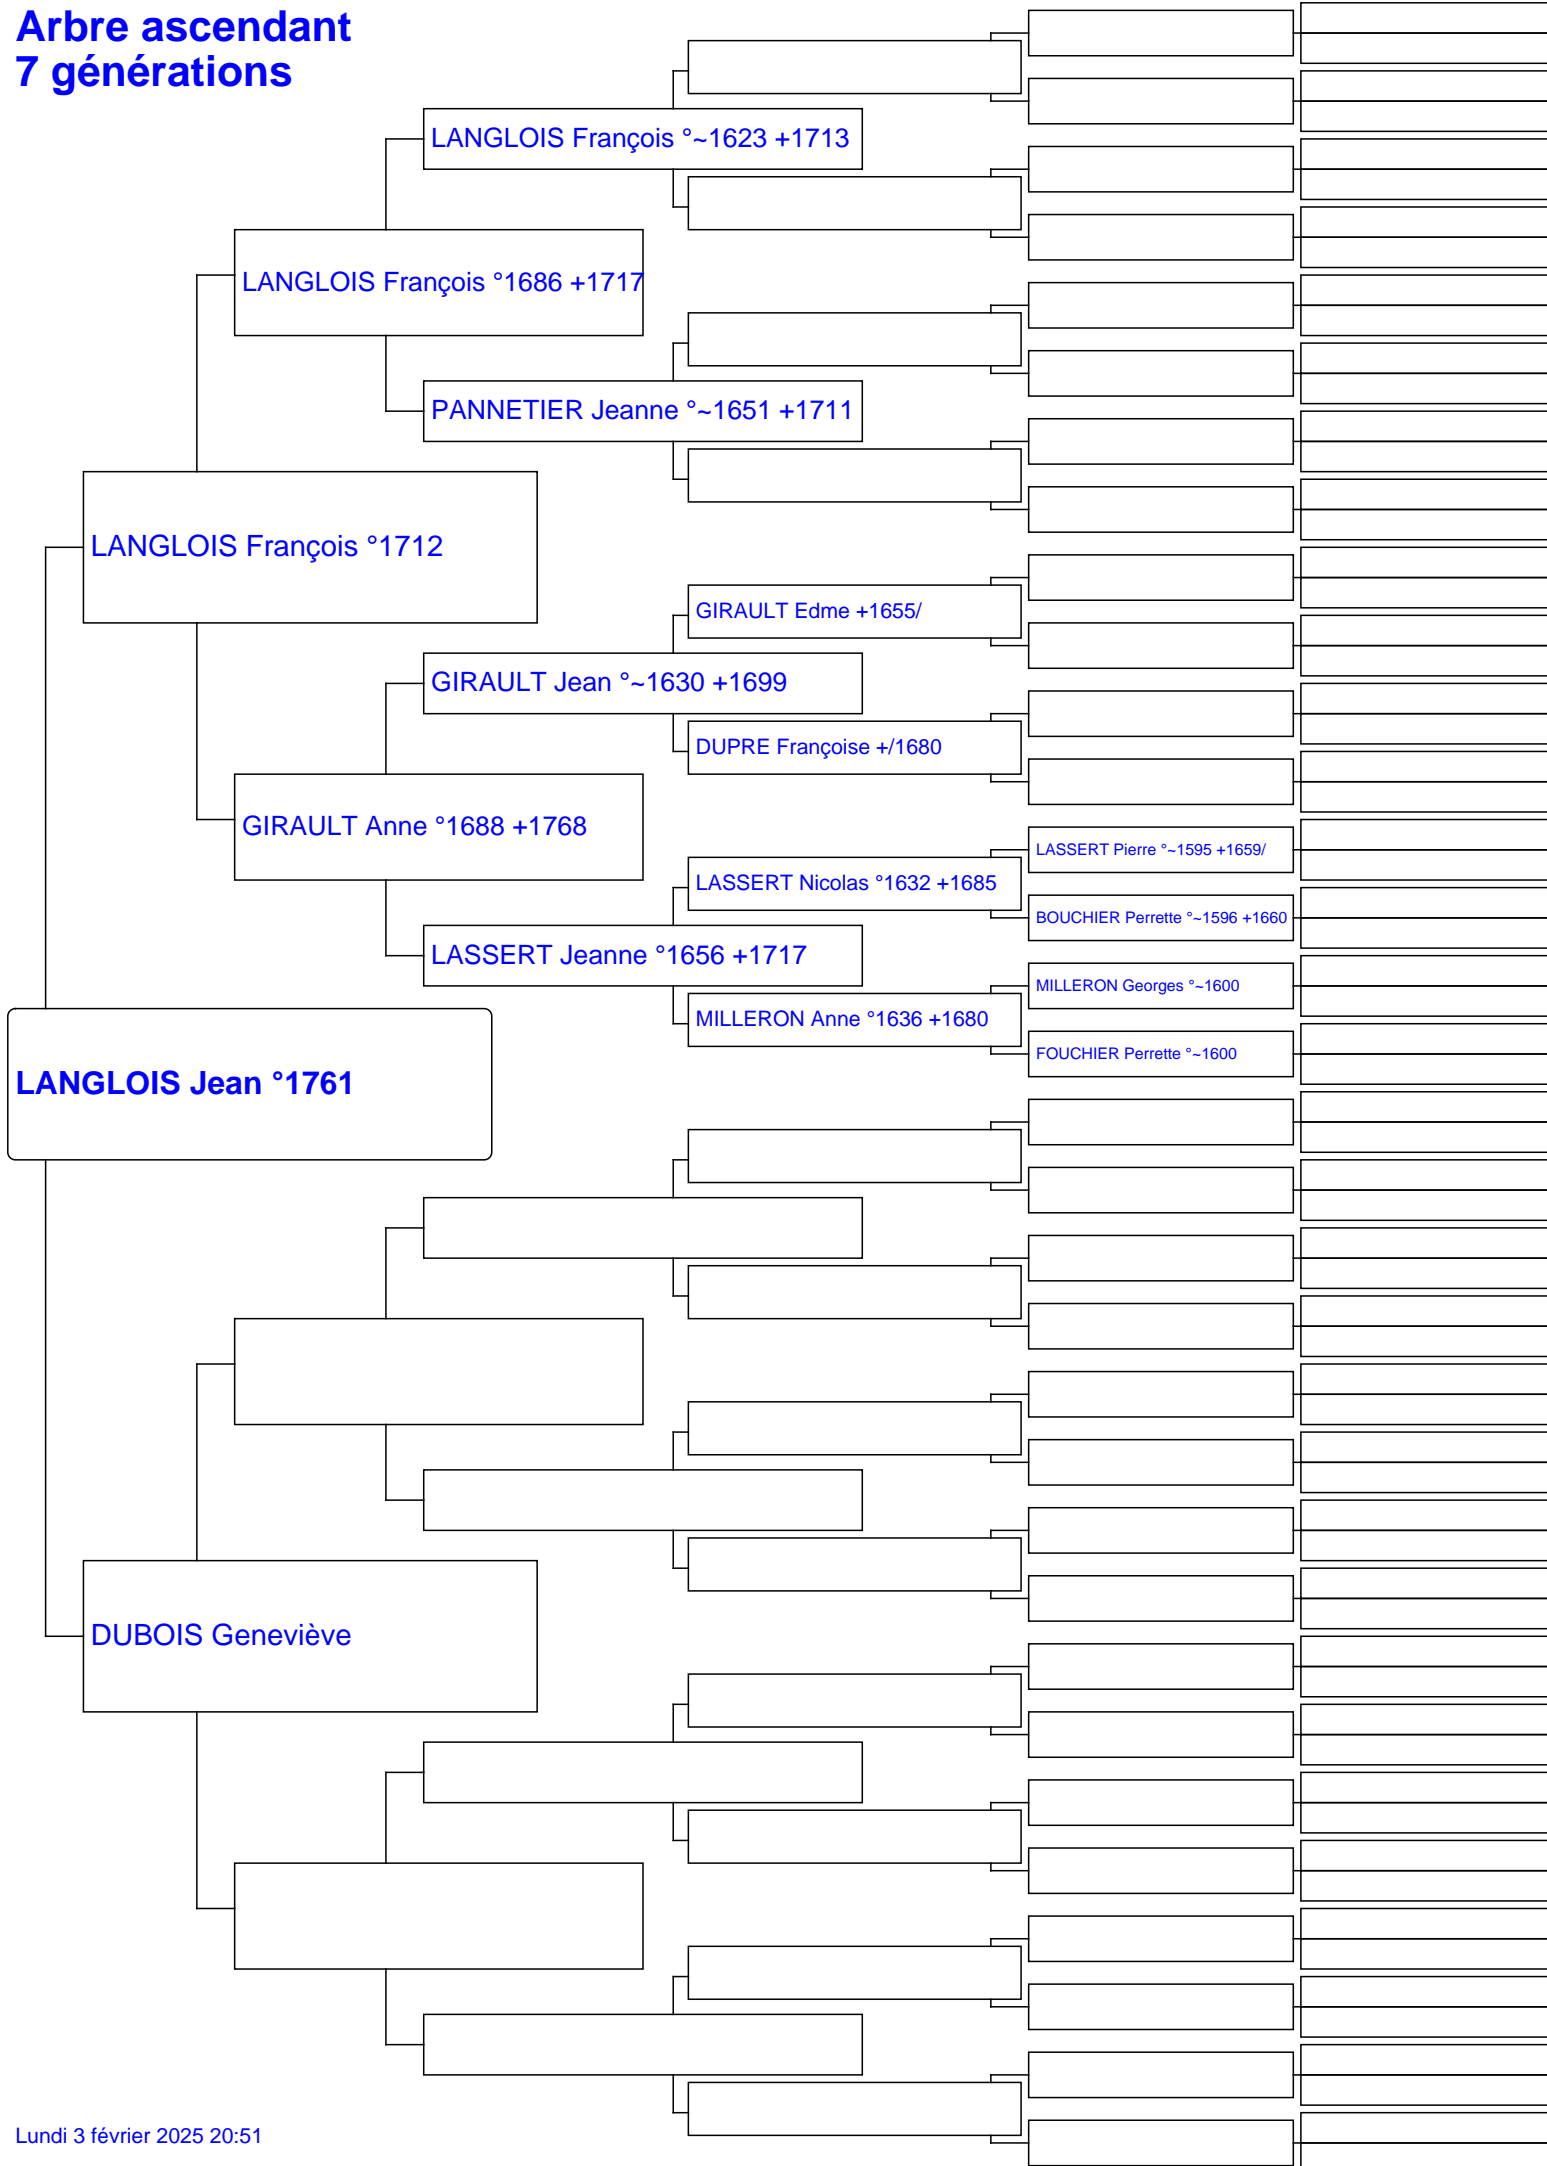 Arbre ascendant
7 générations
LANGLOIS François °~1623 +1713
LANGLOIS François °1686 +1717
PANNETIER Jeanne °~1651 +1711
LANGLOIS François °1712
GIRAULT Edme +1655/
GIRAULT Jean °~1630 +1699
DUPRE Françoise +/1680
GIRAULT Anne °1688 +1768
LASSERT Pierre °~1595 +1659/
LASSERT Nicolas °1632 +1685
BOUCHIER Perrette °~1596 +1660
LASSERT Jeanne °1656 +1717
MILLERON Georges °~1600
MILLERON Anne °1636 +1680
FOUCHIER Perrette °~1600
LANGLOIS Jean °1761
DUBOIS Geneviève
Lundi 3 février 2025 20:51